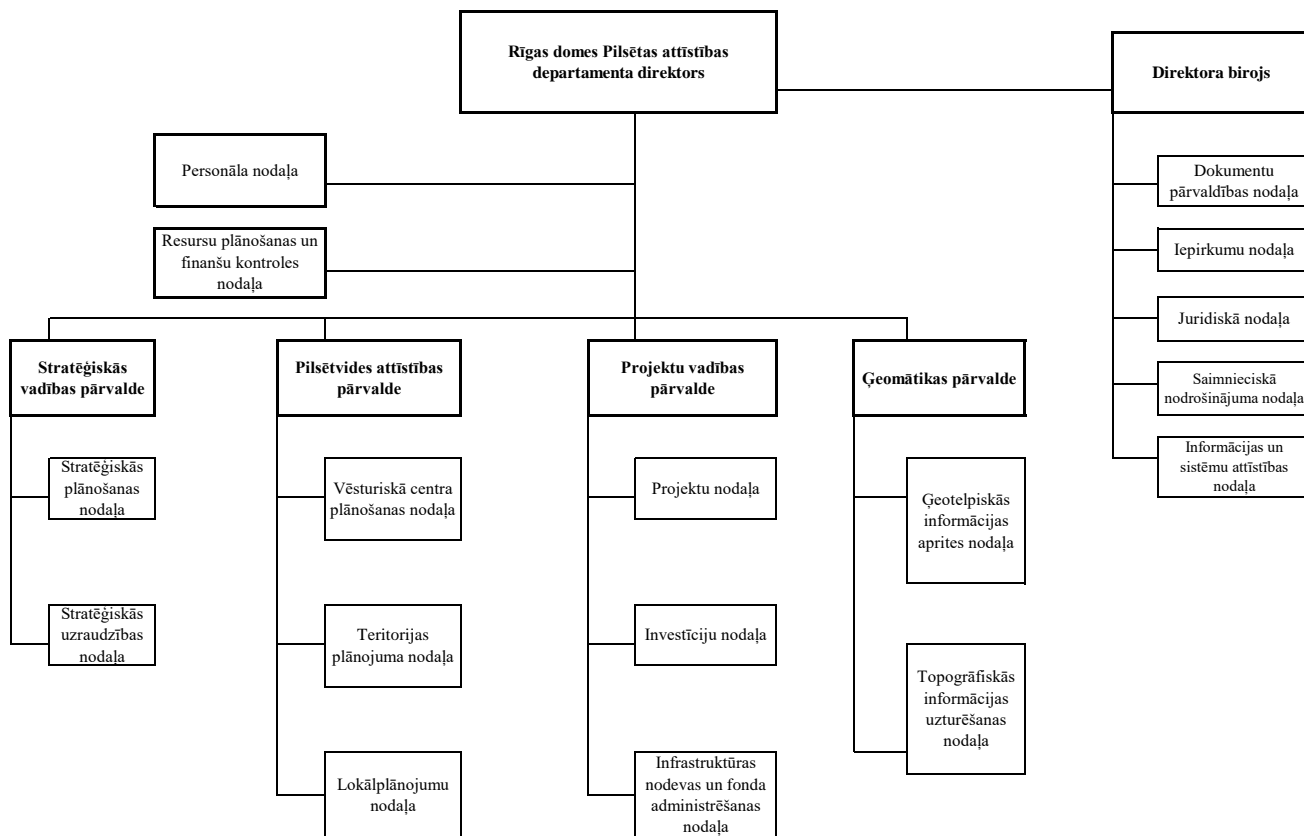 Rīgas domes Pilsētas attīstības
departamenta direktors
Direktora birojs
Personāla nodaļa
Resursu plānošanas un
finanšu kontroles
nodaļa
Dokumentu
pārvaldības nodaļa
Iepirkumu nodaļa
Juridiskā nodaļa
Saimnieciskā
nodrošinājuma nodaļa
Informācijas un
sistēmu attīstības
nodaļa
Stratēģiskās
vadības pārvalde
Stratēģiskās
plānošanas
nodaļa
Stratēģiskās
uzraudzības
nodaļa
Pilsētvides attīstības
pārvalde
Vēsturiskā centra
plānošanas nodaļa
Teritorijas
plānojuma nodaļa
Lokālplānojumu
nodaļa
Projektu vadības
pārvalde
Projektu nodaļa
Investīciju nodaļa
Infrastruktūras
nodevas un fonda
administrēšanas
nodaļa
Ģeomātikas pārvalde
Ģeotelpiskās
informācijas
aprites nodaļa
Topogrāfiskās
informācijas
uzturēšanas
nodaļa